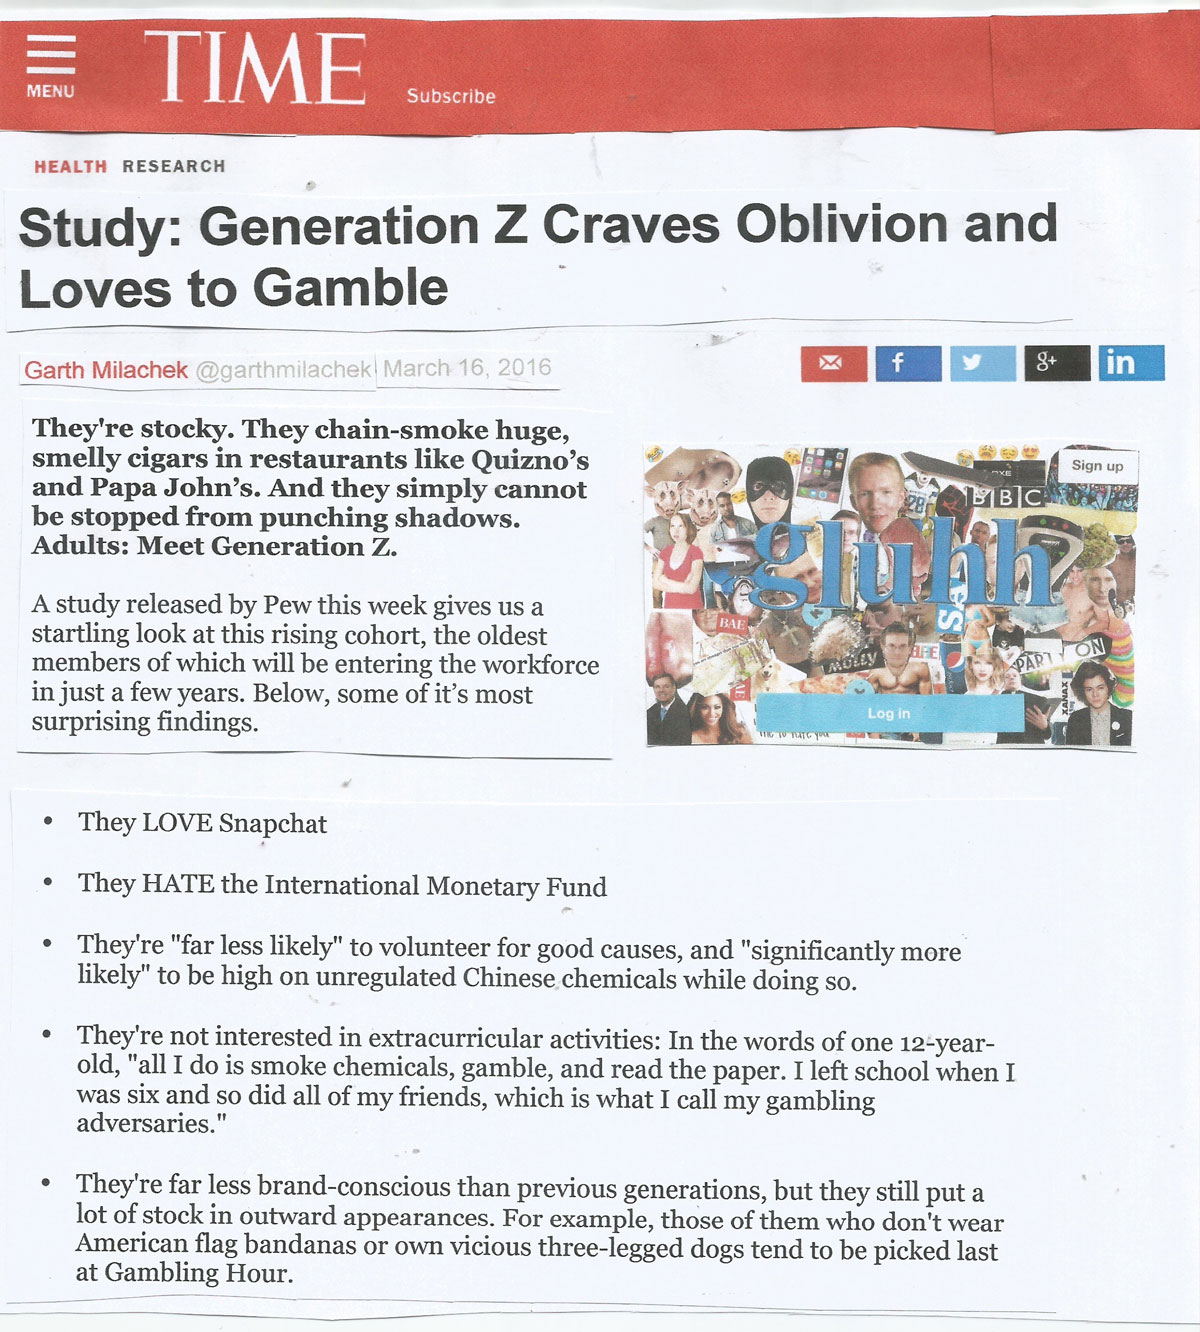 MENU
TIME
Subscribe
HEALTH RESEARCH
Study: Generation Z Craves Oblivion and
Loves to Gamble
Garth Milachek @garthmilachek March 16, 2016
f
g+
in
They're stocky. They chain-smoke huge,
smelly cigars in restaurants like Quizno’s
and Papa John’s. And they simply cannot
be stopped from punching shadows.
Adults: Meet Generation Z.
A study released by Pew this week gives us a
startling look at this rising cohort, the oldest
members of which will be entering the workforce
in just a few years. Below, some of it’s most
surprising findings.
Sign up
BBC
gluhh
BAE
MOLLY
PARTY ON
XANAX
Log in
• They LOVE Snapchat
• They HATE the International Monetary Fund
• They're "far less likely" to volunteer for good causes, and "significantly more
likely" to be high on unregulated Chinese chemicals while doing so.
• They're not interested in extracurricular activities: In the words of one 12-year-
old, "all I do is smoke chemicals, gamble, and read the paper. I left school when I
was six and so did all of my friends, which is what I call my gambling
adversaries."
• They're far less brand-conscious than previous generations, but they still put a
lot of stock in outward appearances. For example, those of them who don't wear
American flag bandanas or own vicious three-legged dogs tend to be picked last
at Gambling Hour.